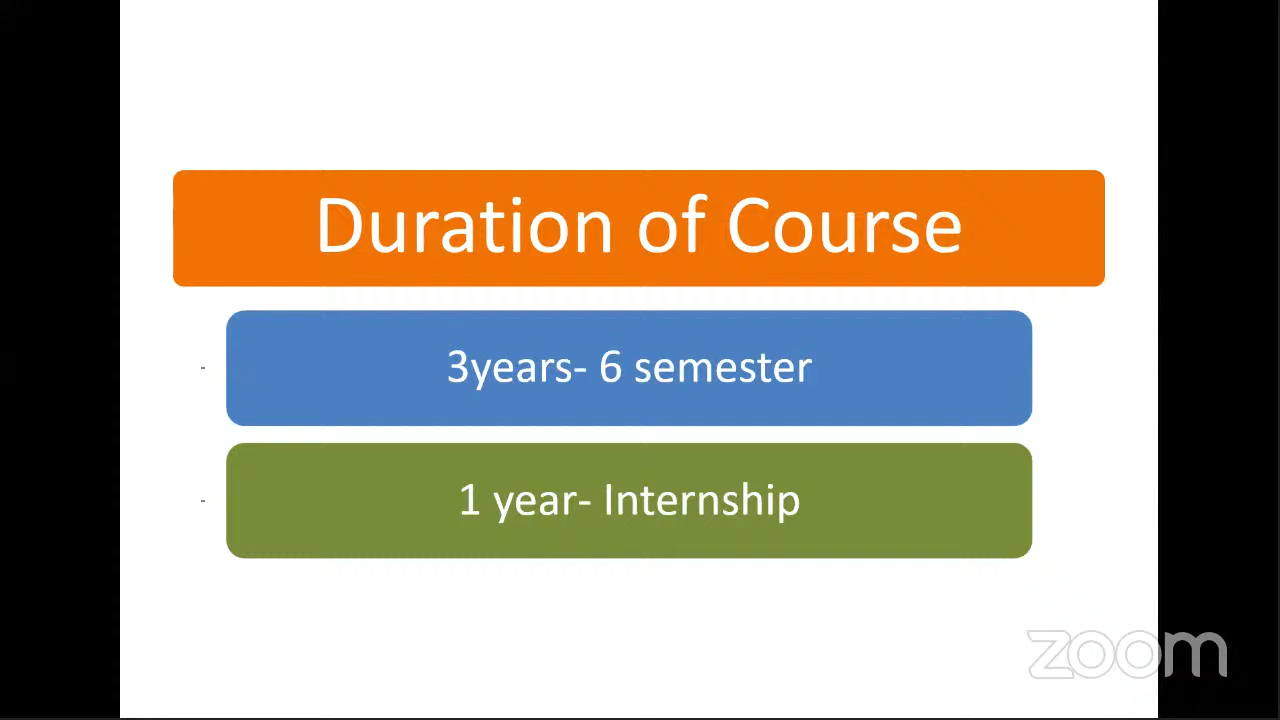 Duration of Course
- 3years- 6 semester
- 1 year- Internship
zoom